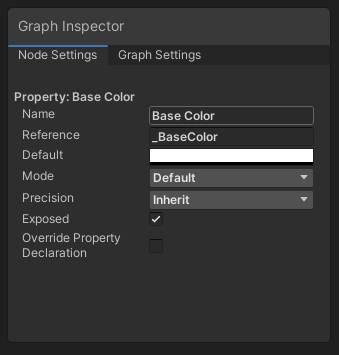 Graph Inspector
Node Settings Graph Settings
Property: Base Color
Name Base Color
Reference _BaseColor
Default
Mode Default
Precision Inherit
Exposed
Override Property
Declaration